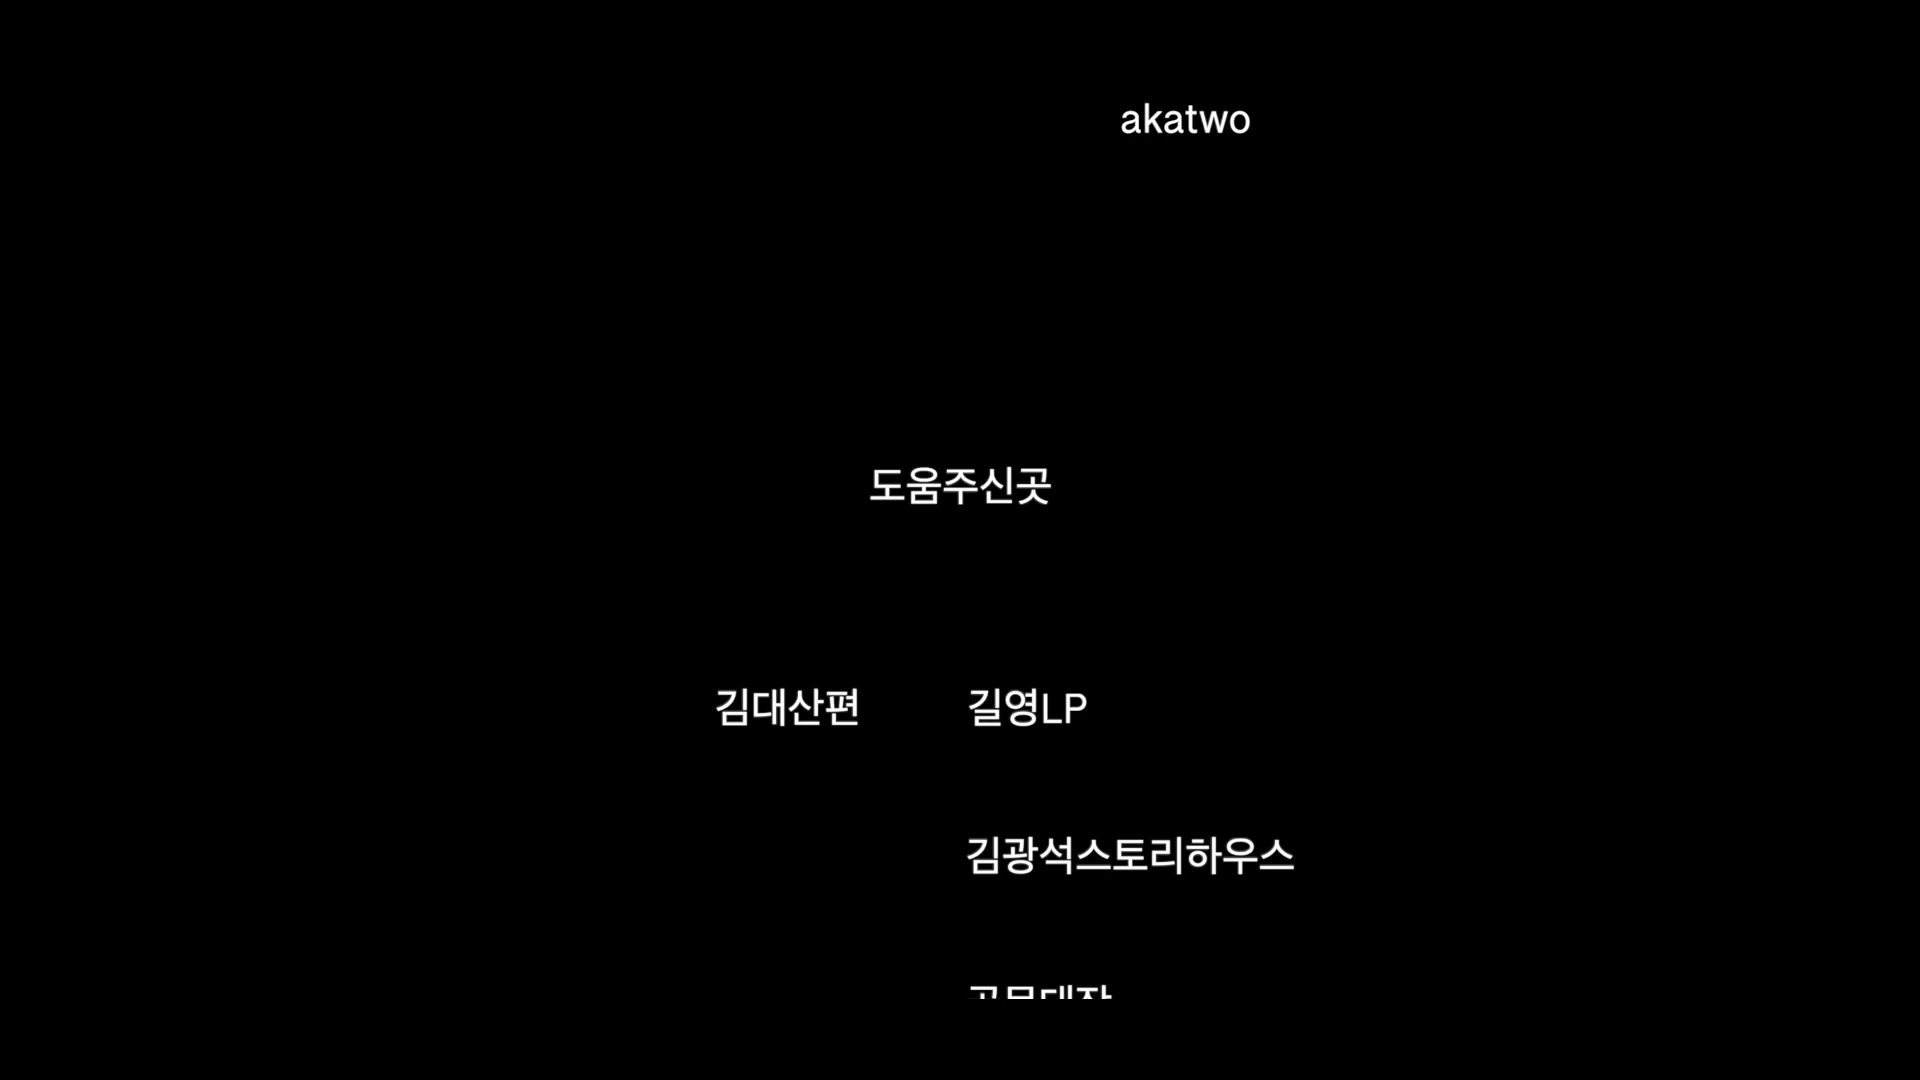 akatwo
도움주신곳
김대산편 길영LP
김광석스토리하우스